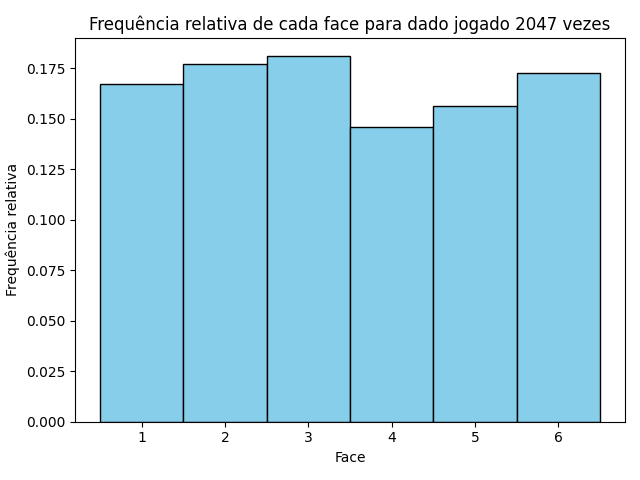 Frequência relativa de cada face para dado jogado 2047 vezes
0.175
0.150
0.125
0.100
0.075
0.050
0.025
0.000
Frequência relativa
1 2 3 4 5 6
Face